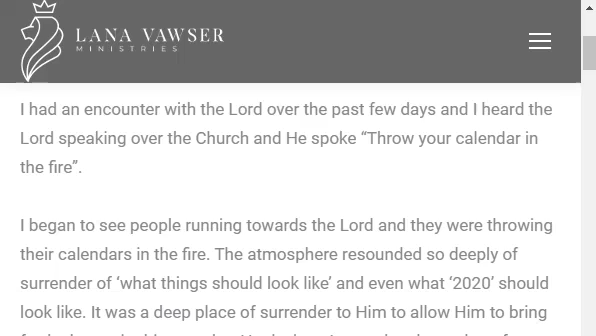 LANA VAWSER
MINISTRIES
I had an encounter with the Lord over the past few days and I heard the
Lord speaking over the Church and He spoke “Throw your calendar in
the fire”.
I began to see people running towards the Lord and they were throwing
their calendars in the fire. The atmosphere resounded so deeply of
surrender of ‘what things should look like’ and even what ‘2020’ should
look like. It was a deep place of surrender to Him to allow Him to bring